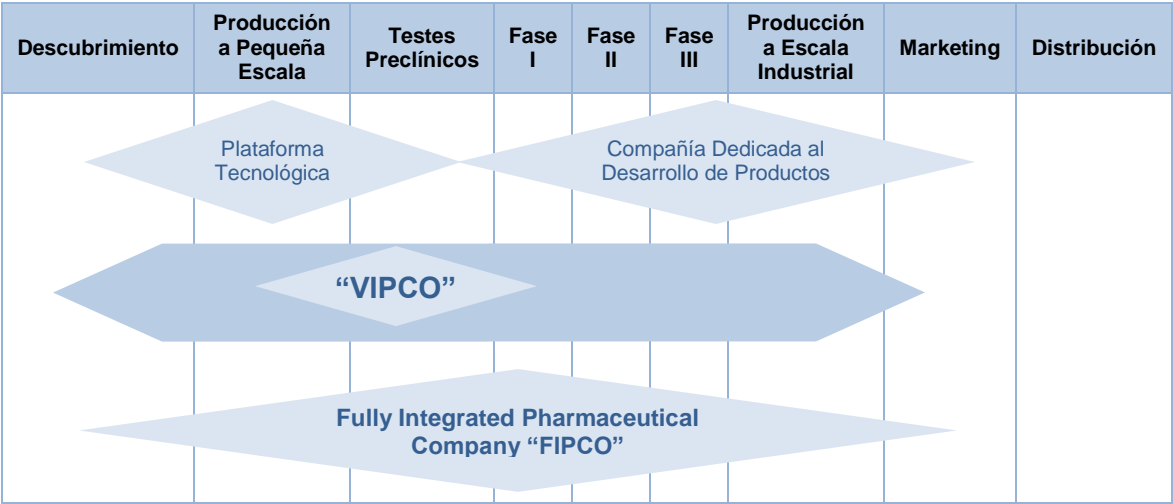 Descubrimiento
Producción
a Pequeña
Escala
Testes
Preclínicos
Fase
I
Fase
II
Fase
III
Producción
a Escala
Industrial
Marketing
Distribución
Plataforma
Tecnológica
Compañía Dedicada al
Desarrollo de Productos
“VIPCO”
Fully Integrated Pharmaceutical
Company “FIPCO”